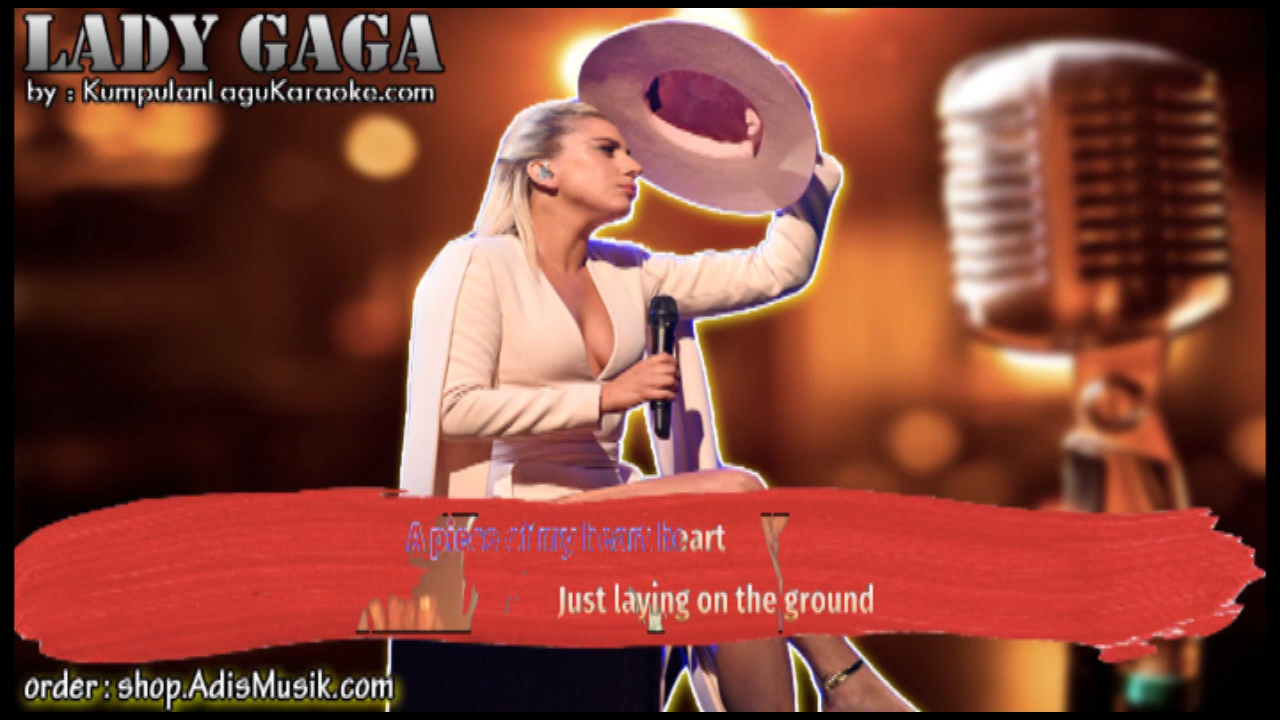 LADY GAGA
by : KumpulanLaguKaraoke.com
A piece of my heart heart
Just laying on the ground
order : shop.AdisMusik.com